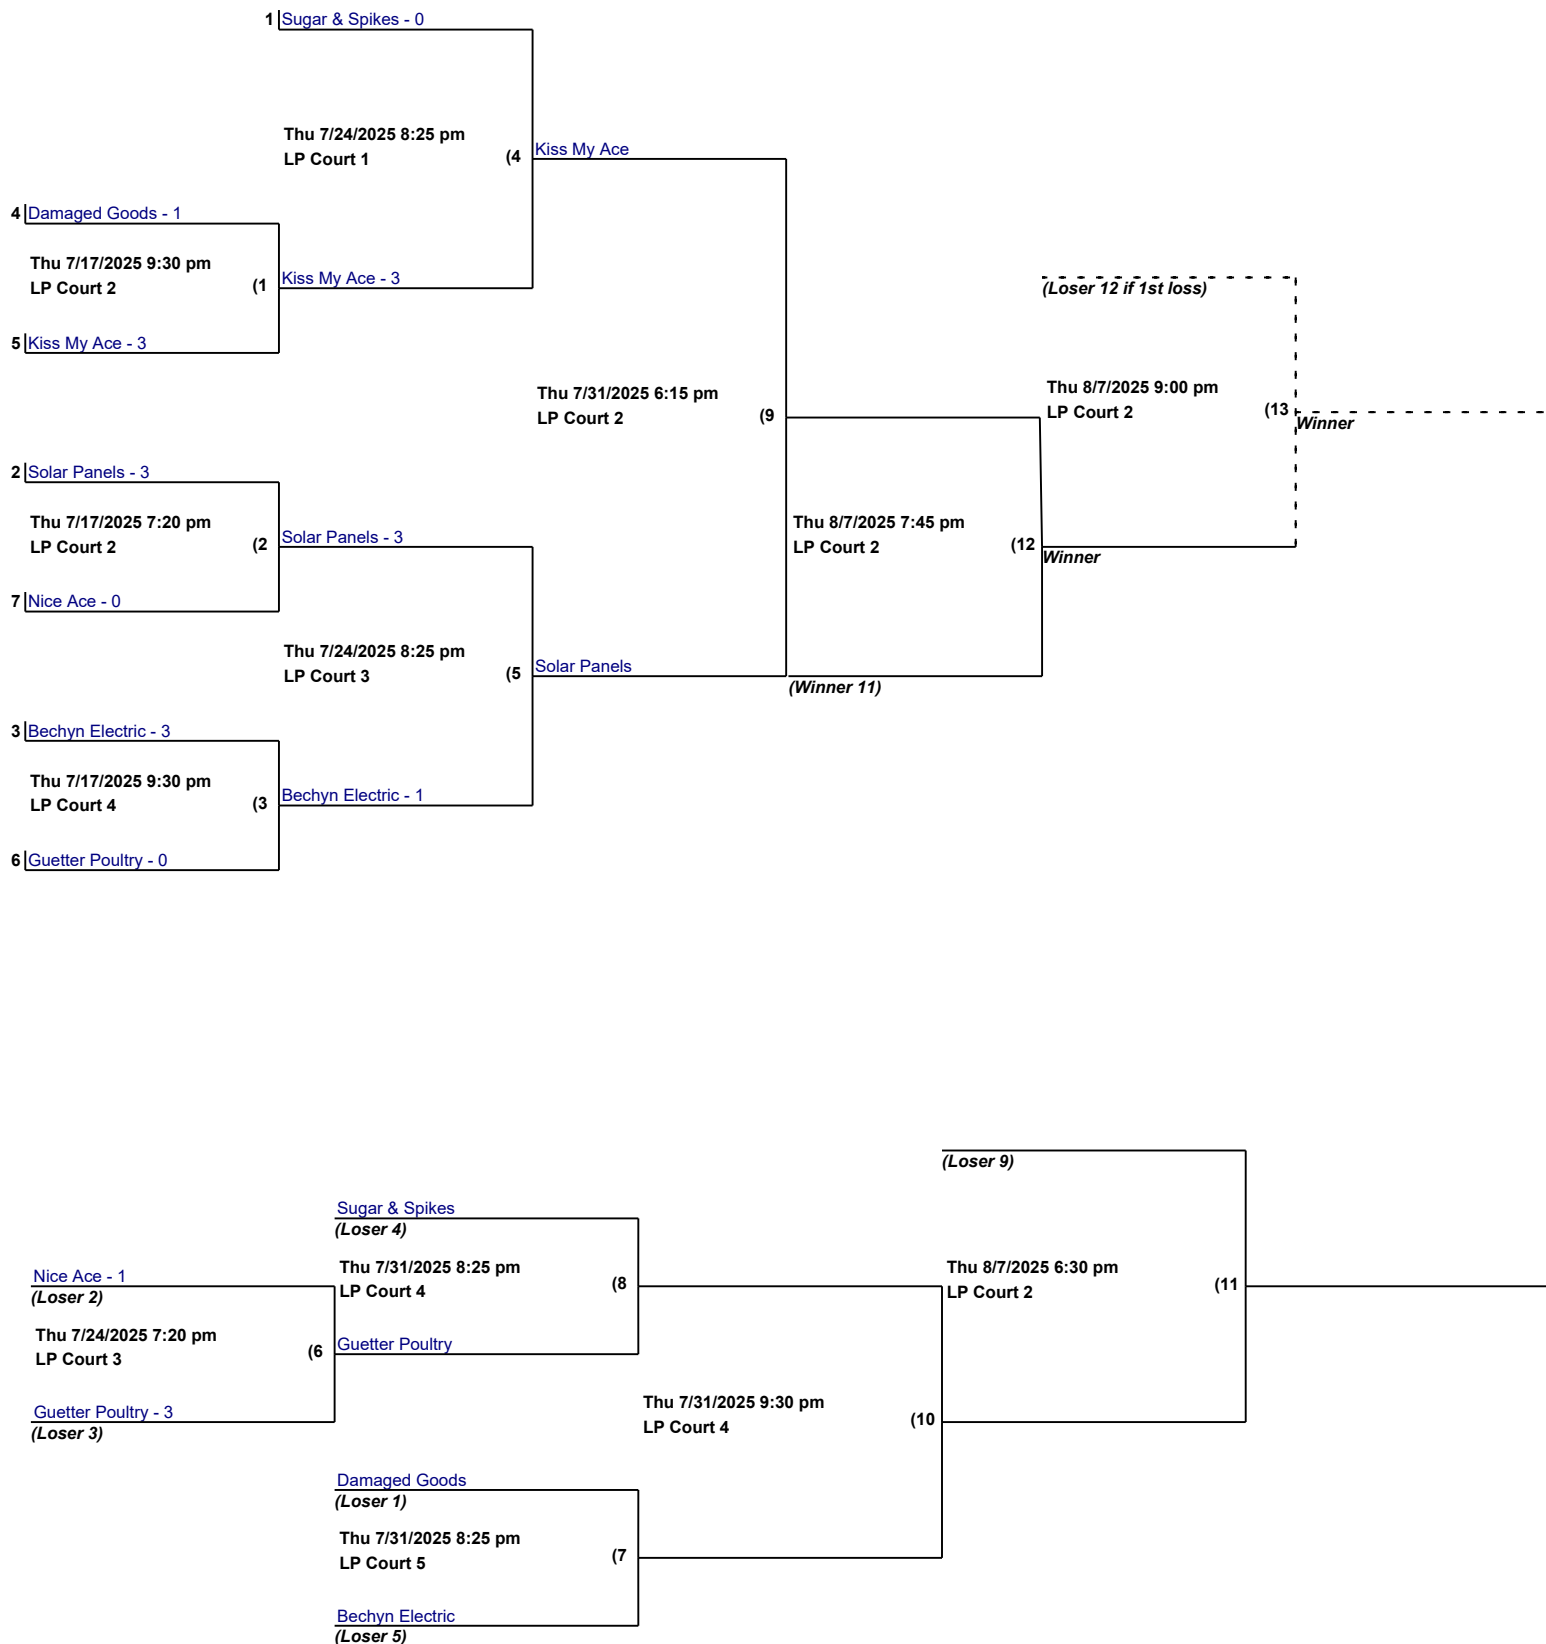 1 Sugar & Spikes - 0
Thu 7/24/2025 8:25 pm
LP Court 1
(4
Kiss My Ace
4 Damaged Goods - 1
Thu 7/17/2025 9:30 pm
LP Court 2
(1
Kiss My Ace - 3
5 Kiss My Ace - 3
(Loser 12 if 1st loss)
Thu 7/31/2025 6:15 pm
LP Court 2
(9
Thu 8/7/2025 9:00 pm
LP Court 2
(13
Winner
2 Solar Panels - 3
Thu 7/17/2025 7:20 pm
LP Court 2
(2
Solar Panels - 3
7 Nice Ace - 0
Thu 8/7/2025 7:45 pm
LP Court 2
(12
Winner
Thu 7/24/2025 8:25 pm
LP Court 3
(5
Solar Panels
(Winner 11)
3 Bechyn Electric - 3
Thu 7/17/2025 9:30 pm
LP Court 4
(3
Bechyn Electric - 1
6 Guetter Poultry - 0
(Loser 9)
Sugar & Spikes
(Loser 4)
Thu 7/31/2025 8:25 pm
LP Court 4
(8
Nice Ace - 1
(Loser 2)
Thu 7/24/2025 7:20 pm
LP Court 3
(6
Guetter Poultry
Guetter Poultry - 3
(Loser 3)
Thu 8/7/2025 6:30 pm
LP Court 2
(11
Thu 7/31/2025 9:30 pm
LP Court 4
(10
Damaged Goods
(Loser 1)
Thu 7/31/2025 8:25 pm
LP Court 5
(7
Bechyn Electric
(Loser 5)